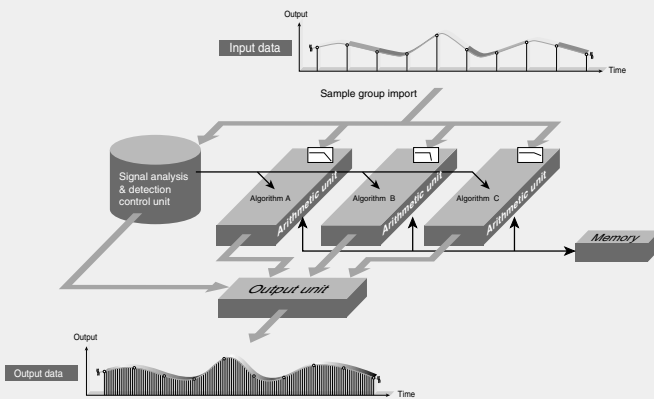 Output
Input data
Time
Sample group import
Signal analysis
& detection
control unit
Algorithm A
Arithmetic unit
Algorithm B
Arithmetic unit
Algorithm C
Arithmetic unit
Memory
Output unit
Output
Output data
Time